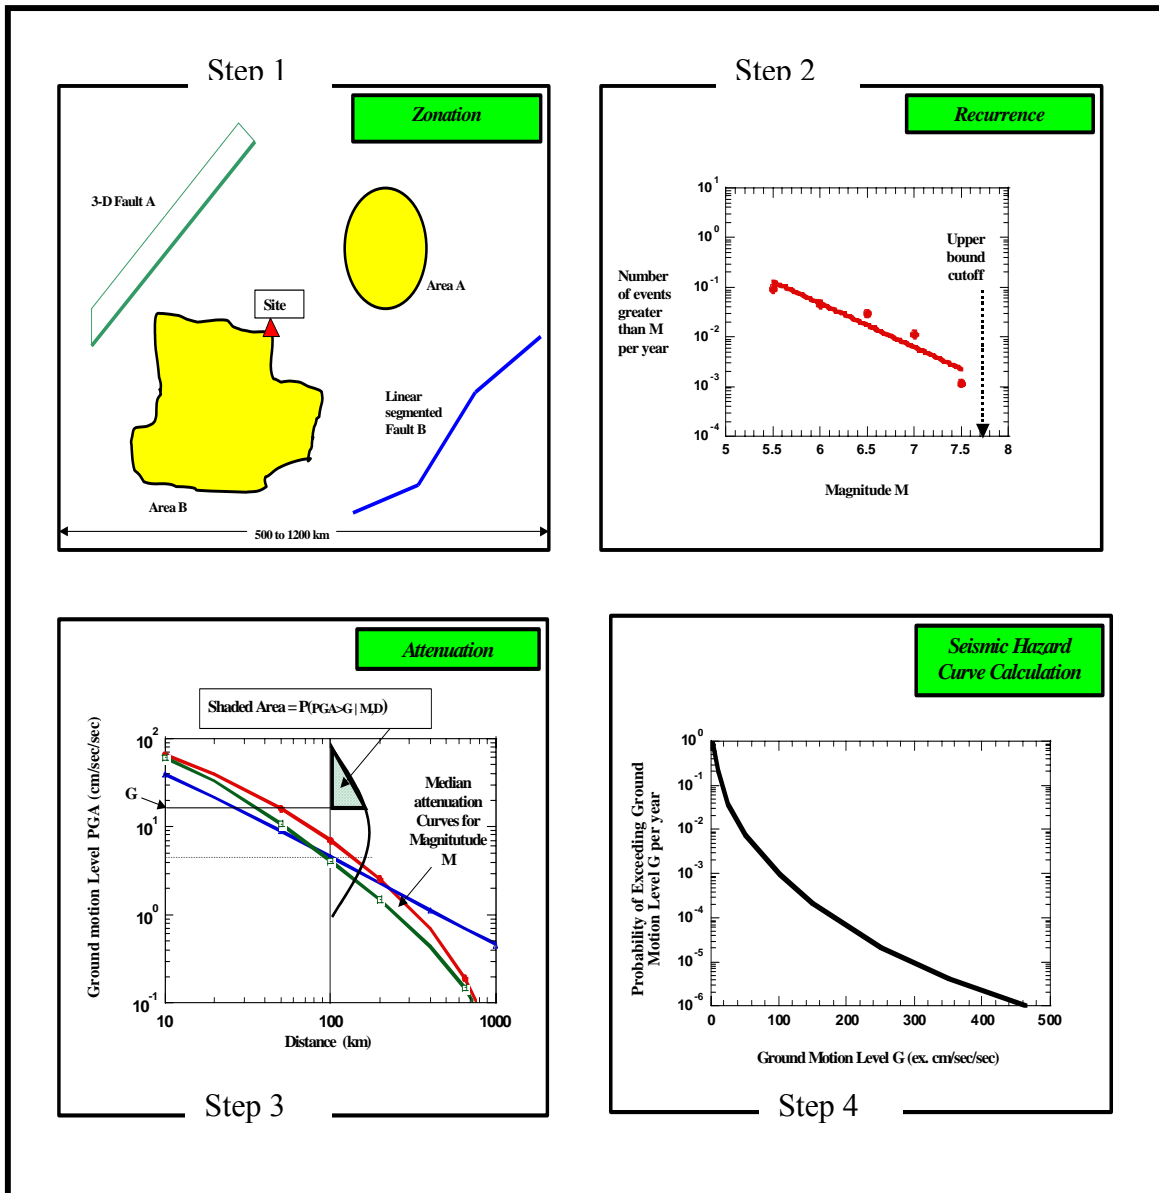 Step 1
Zonation
3-D Fault A
Area A
Site
Linear
segmented
Fault B
Area B
500 to 1200 km
Step 2
Recurrence
Number
of events
greater
than M
per year
10^1
10^0
10^-1
10^-2
10^-3
10^-4
Upper
bound
cutoff
5 5.5 6 6.5 7 7.5 8
Magnitude M
Attenuation
Shaded Area = P(PGA>G | M,D)
Ground motion Level PGA (cm/sec/sec)
10^2
G
10^1
10^0
10^-1
Median
attenuation
Curves for
Magnitutude
M
10 100 1000
Distance (km)
Step 3
Seismic Hazard
Curve Calculation
Probability of Exceeding Ground
Motion Level G per year
10^0
10^-1
10^-2
10^-3
10^-4
10^-5
10^-6
0 100 200 300 400 500
Ground Motion Level G (ex. cm/sec/sec)
Step 4